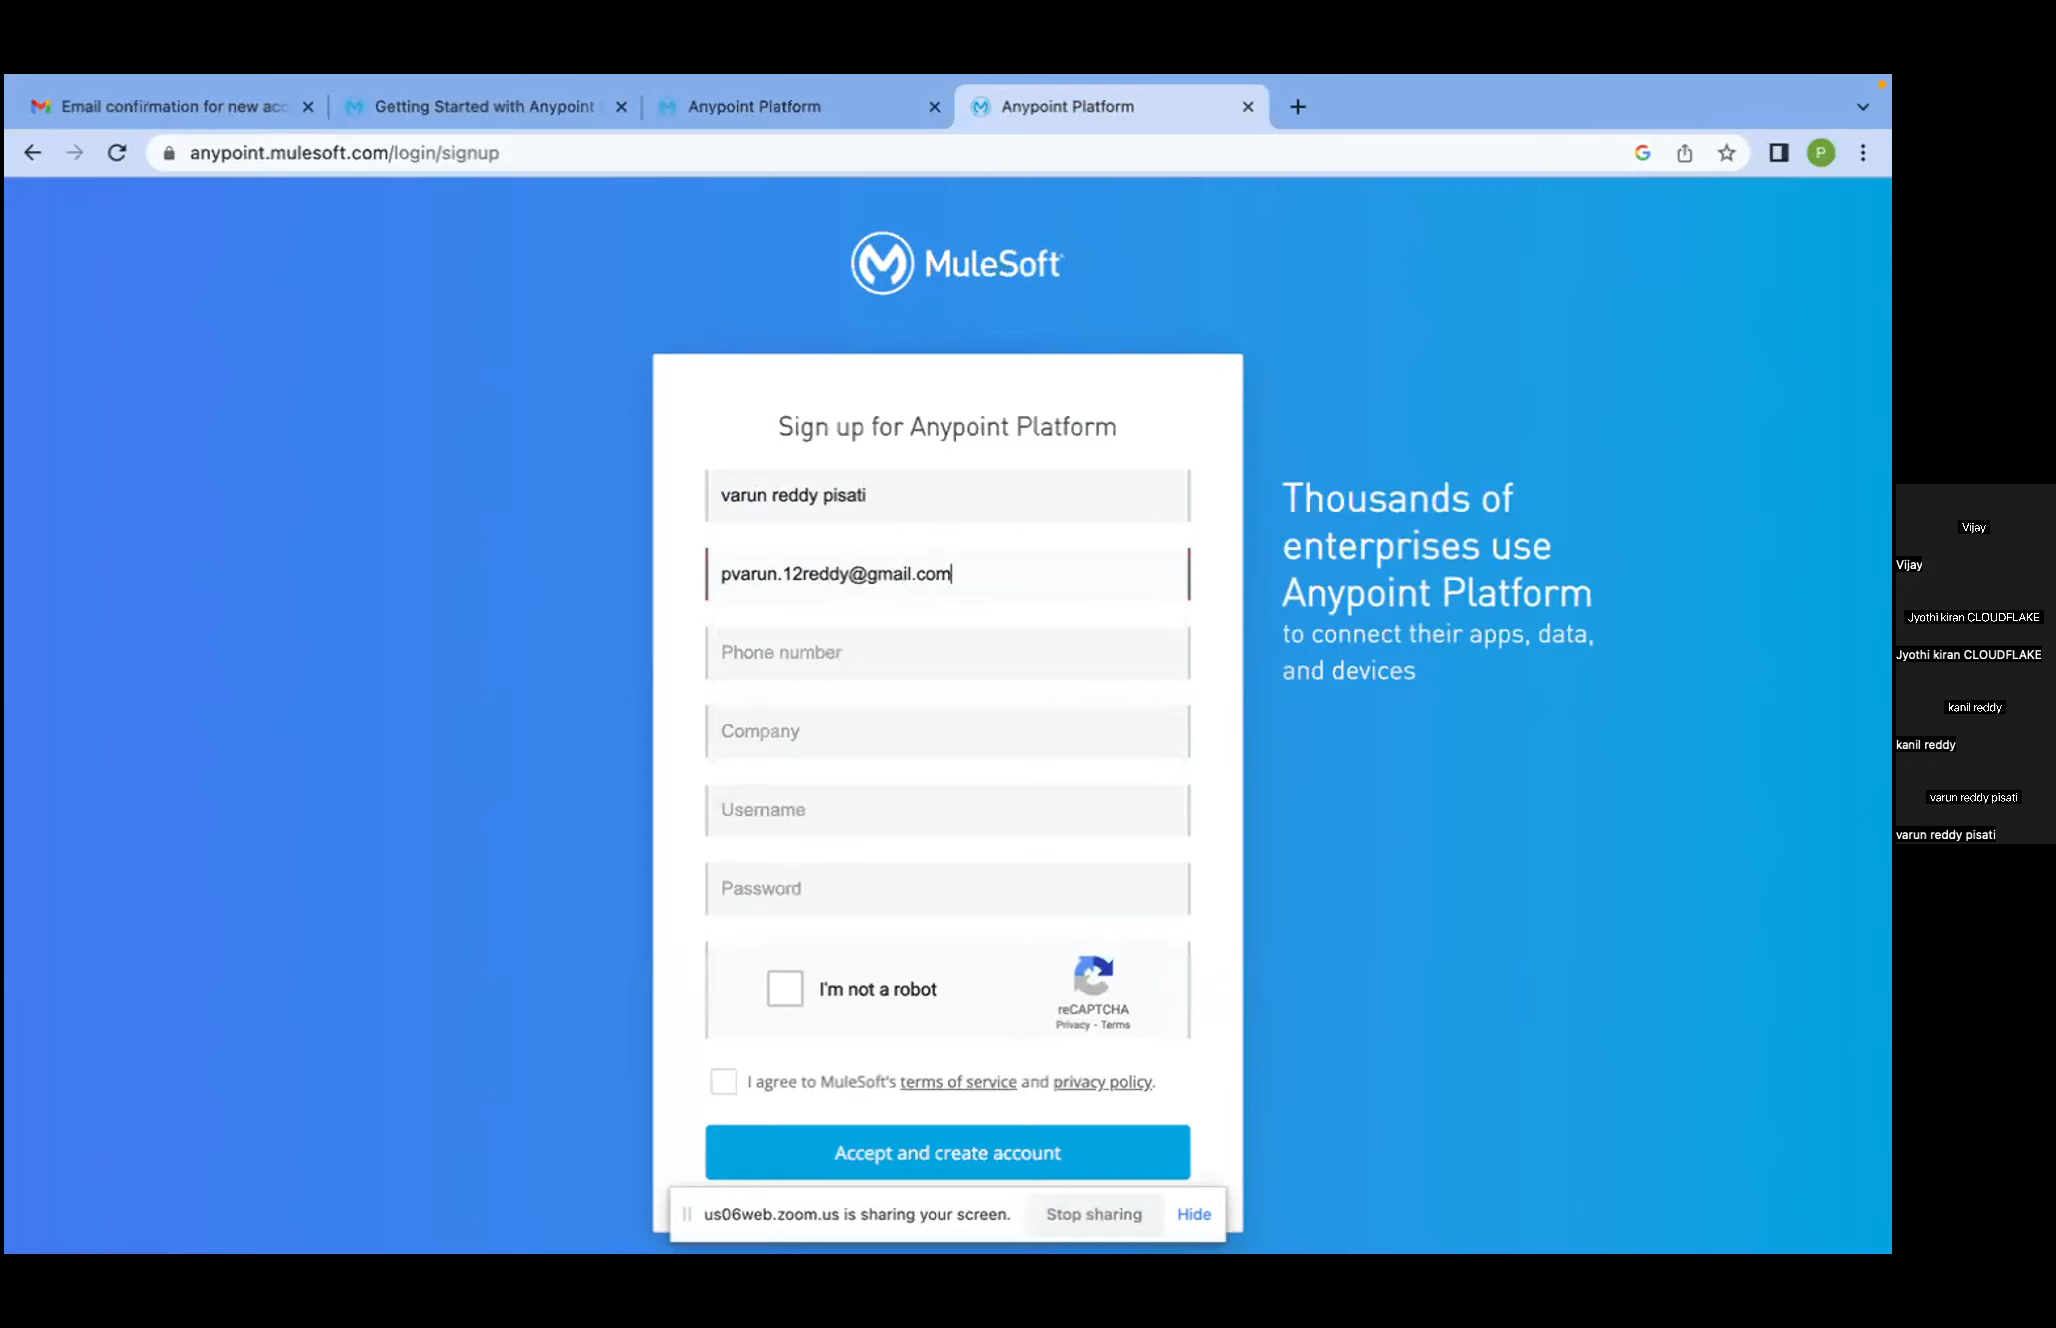 Email confirmation for new acc
Getting Started with Anypoint
Anypoint Platform
Anypoint Platform
anypoint.mulesoft.com/login/signup
P
MuleSoft
Sign up for Anypoint Platform
varun reddy pisati
pvarun.12reddy@gmail.com
Phone number
Company
Username
Password
I'm not a robot
reCAPTCHA
Privacy - Terms
I agree to MuleSoft's terms of service and privacy policy.
Accept and create account
us06web.zoom.us is sharing your screen.
Stop sharing
Hide
Thousands of
enterprises use
Anypoint Platform
to connect their apps, data,
and devices
Vijay
Vijay
Jyothi kiran CLOUDFLAKE
Jyothi kiran CLOUDFLAKE
kanil reddy
kanil reddy
varun reddy pisati
varun reddy pisati